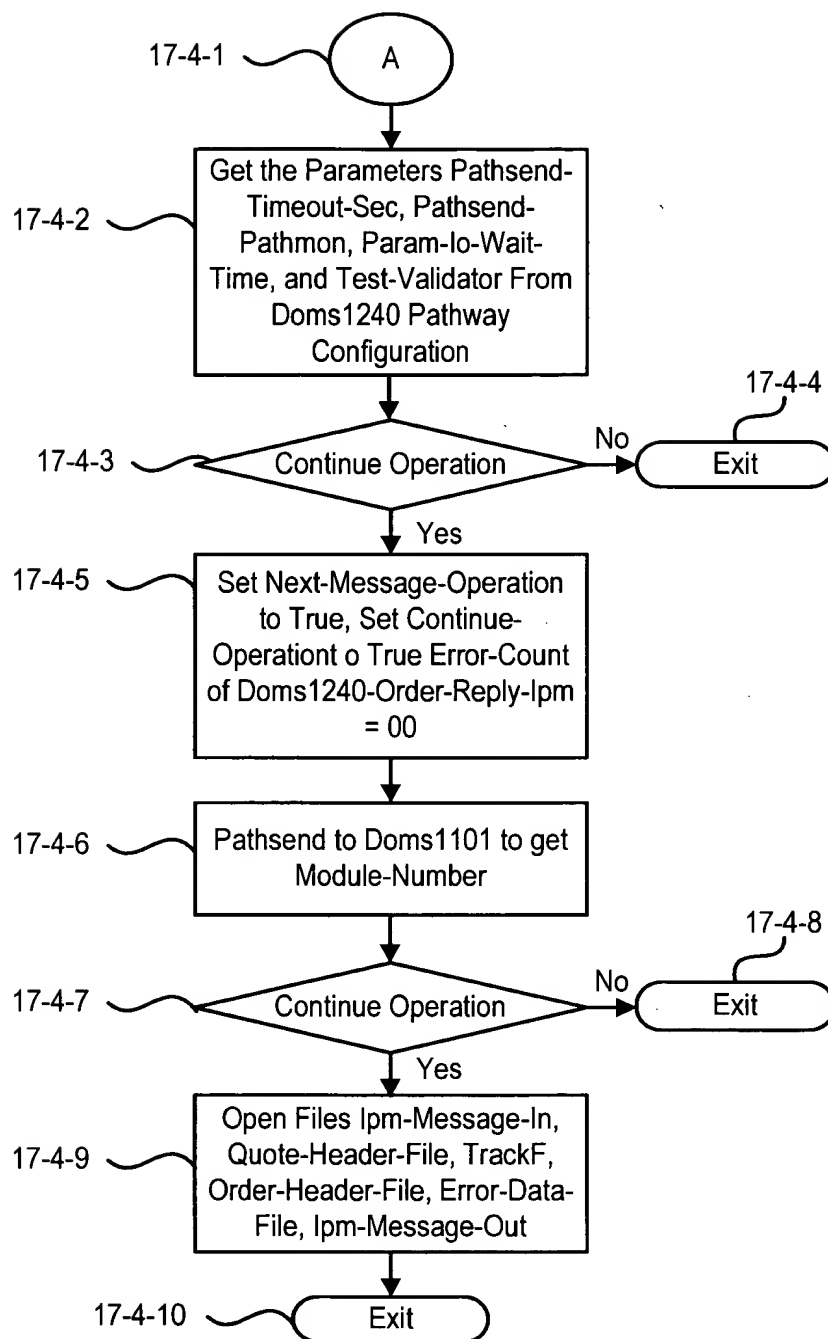 17-4-1
A
17-4-2
Get the Parameters Pathsend-
Timeout-Sec, Pathsend-
Pathmon, Param-Io-Wait-
Time, and Test-Validator From
Doms1240 Pathway
Configuration
17-4-4
17-4-3
Continue Operation
No
Exit
Yes
17-4-5
Set Next-Message-Operation
to True, Set Continue-
Operationt o True Error-Count
of Doms1240-Order-Reply-Ipm
= 00
17-4-6
Pathsend to Doms1101 to get
Module-Number
17-4-8
17-4-7
Continue Operation
No
Exit
Yes
17-4-9
Open Files Ipm-Message-In,
Quote-Header-File, TrackF,
Order-Header-File, Error-Data-
File, Ipm-Message-Out
17-4-10
Exit